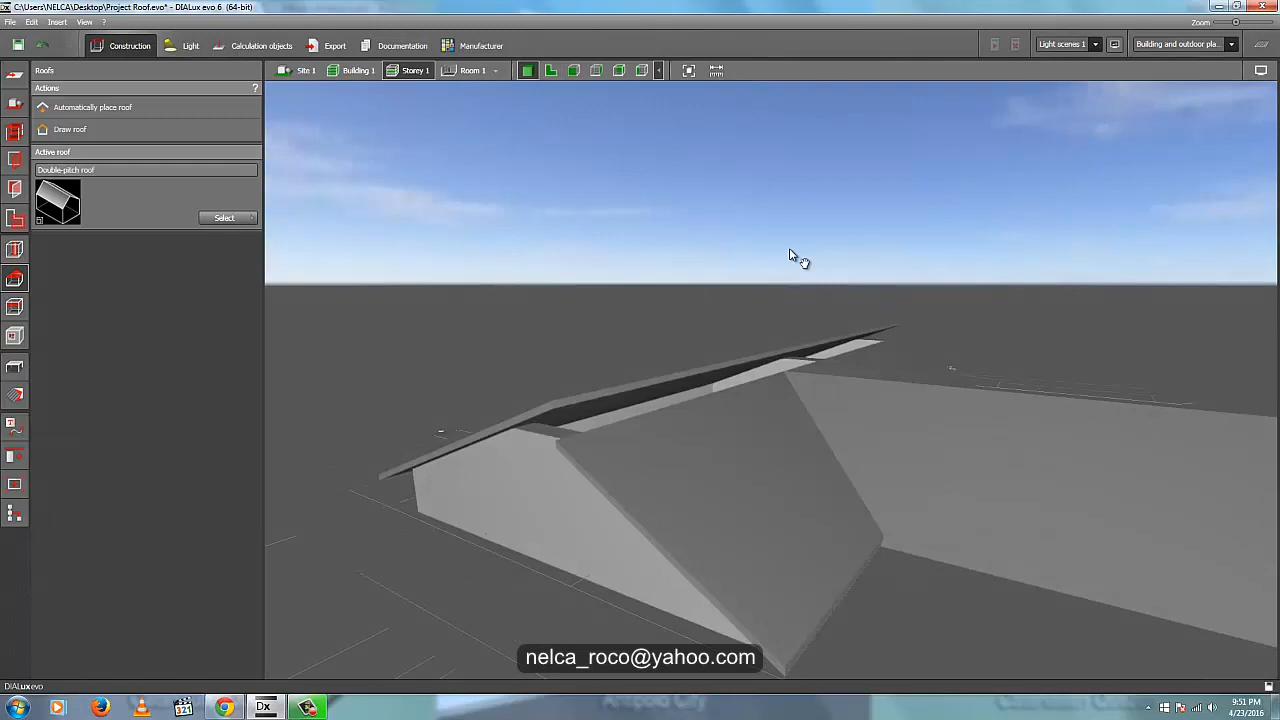 C:\Users\NELCA\Desktop\Project Roof.evo* - DIALux evo 6 (64-bit)
File Edit Insert View ?
Zoom
Construction Light Calculation objects Export Documentation Manufacturer
Light scenes 1 Building and outdoor pla...
Roofs
Site 1 Building 1 Storey 1 Room 1
Actions ?
Automatically place roof
Draw roof
Active roof
Double-pitch roof
Select
nelca_roco@yahoo.com
DIALux evo
Dx
321
9:51 PM
4/23/2016